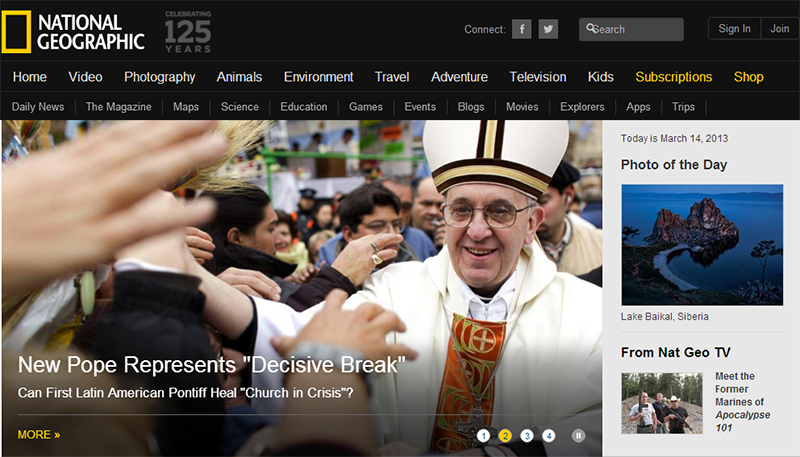 NATIONAL
GEOGRAPHIC
CELEBRATING
125
YEARS
Connect:
Search
Sign In
Join
Home Video Photography Animals Environment Travel Adventure Television Kids Subscriptions Shop
Daily News The Magazine Maps Science Education Games Events Blogs Movies Explorers Apps Trips
New Pope Represents "Decisive Break"
Can First Latin American Pontiff Heal "Church in Crisis"?
MORE »
1 2 3 4
Today is March 14, 2013
Photo of the Day
Lake Baikal, Siberia
From Nat Geo TV
Meet the
Former
Marines of
Apocalypse
101